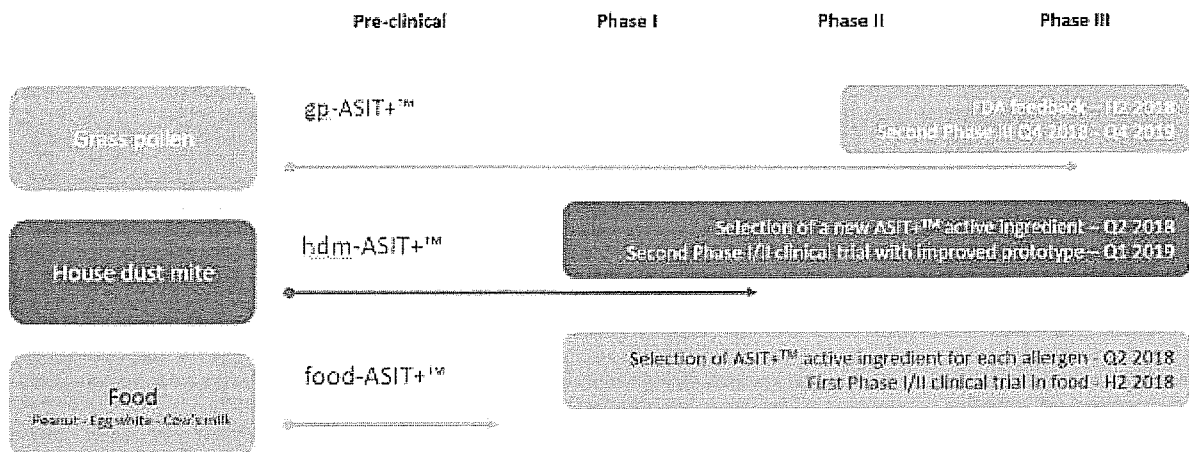 Pre-clinical Phase I Phase II Phase III
gp-ASIT+™
FDA feedback – H2 2018
Grass pollen
Second Phase III Q4 2018 - Q4 2019
Selection of a new ASIT+™ active ingredient – Q2 2018
hdm-ASIT+™
Second Phase I/II clinical trial with improved prototype – Q1 2019
House dust mite
Selection of ASIT+™ active ingredient for each allergen - Q2 2018
food-ASIT+™
First Phase I/II clinical trial in food - H2 2018
Food
Peanut - Egg white - Cow's milk